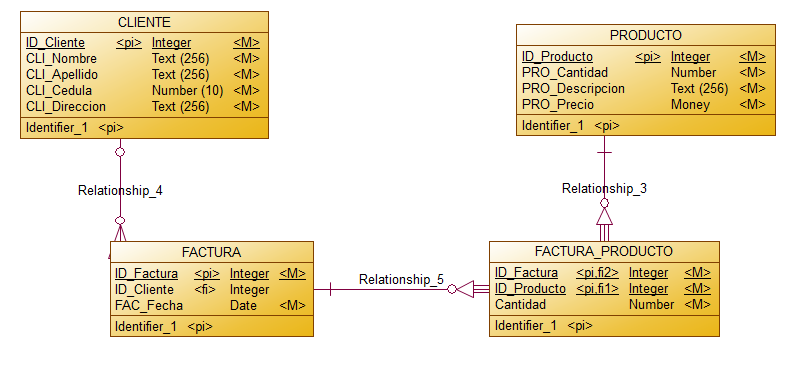 CLIENTE
ID_Cliente <pi> Integer <M>
CLI_Nombre Text (256) <M>
CLI_Apellido Text (256) <M>
CLI_Cedula Number (10) <M>
CLI_Direccion Text (256) <M>
Identifier_1 <pi>
PRODUCTO
ID_Producto <pi> Integer <M>
PRO_Cantidad Number <M>
PRO_Descripcion Text (256) <M>
PRO_Precio Money <M>
Identifier_1 <pi>
Relationship_4
Relationship_3
FACTURA
ID_Factura <pi> Integer <M>
ID_Cliente <fi> Integer
FAC_Fecha Date <M>
Identifier_1 <pi>
Relationship_5
FACTURA_PRODUCTO
ID_Factura <pi,fi2> Integer <M>
ID_Producto <pi,fi1> Integer <M>
Cantidad Number <M>
Identifier_1 <pi>